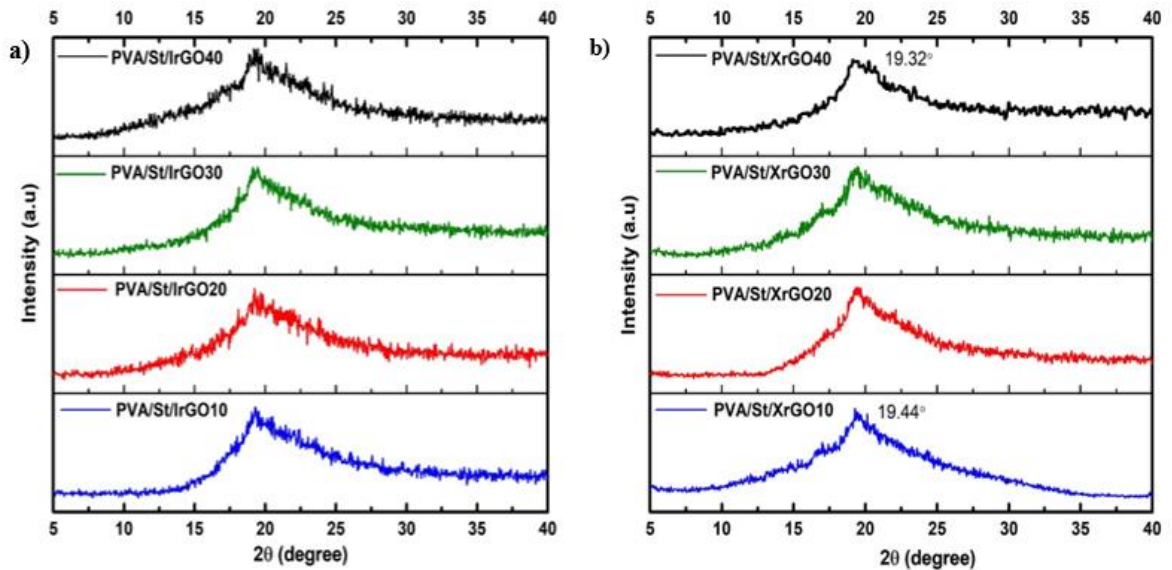 a)
5 10 15 20 25 30 35 40
PVA/St/IrGO40
PVA/St/IrGO30
PVA/St/IrGO20
PVA/St/IrGO10
Intensity (a.u)
5 10 15 20 25 30 35 40
2θ (degree)
b)
5 10 15 20 25 30 35 40
PVA/St/XrGO40 19.32°
PVA/St/XrGO30
PVA/St/XrGO20
PVA/St/XrGO10 19.44°
Intensity (a.u)
5 10 15 20 25 30 35 40
2θ (degree)